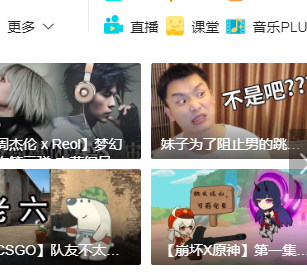 更多 直播 课堂 音乐PLU
不是吧???
周杰伦 x Reol】梦幻
妹子为了阻止男的跳...
老六
CSGO】队友不太...
【崩坏X原神】第一集...